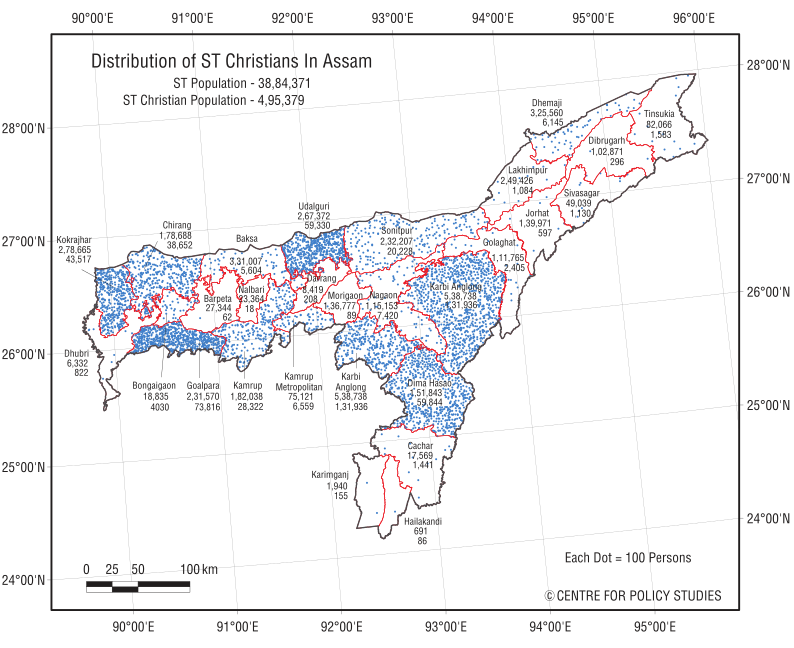 90°00'E 91°00'E 92°00'E 93°00'E 94°00'E 95°00'E 96°00'E
Distribution of ST Christians In Assam
ST Population - 38,84,371
ST Christian Population - 4,95,379
28°00'N
28°00'N
27°00'N
27°00'N
26°00'N
26°00'N
25°00'N
25°00'N
24°00'N
24°00'N
Dhemaji
3,25,560
6,145
Tinsukia
82,066
1,583
Dibrugarh
1,02,871
296
Lakhimpur
2,49,426
1,084
Sivasagar
49,039
1,130
Jorhat
1,39,971
597
Golaghat
1,11,765
2,405
Udalguri
2,67,372
59,330
Sonitpur
2,32,207
20,228
Chirang
1,78,688
38,652
Baksa
3,31,007
5,604
Kokrajhar
2,78,665
43,517
Darrang
8,419
208
Nalbari
23,364
18
Barpeta
27,344
62
Morigaon
1,36,777
89
Nagaon
1,15,153
7,420
Karbi Anglong
5,38,738
1,31,936
Dhubri
6,332
822
Bongaigaon
18,835
4030
Goalpara
2,31,570
73,816
Kamrup
1,82,038
28,322
Kamrup
Metropolitan
75,121
6,559
Karbi
Anglong
5,38,738
1,31,936
Dima Hasao
1,51,843
59,844
Cachar
17,569
1,441
Karimganj
1,940
155
Hailakandi
691
86
0 25 50 100 km
Each Dot = 100 Persons
© CENTRE FOR POLICY STUDIES
90°00'E 91°00'E 92°00'E 93°00'E 94°00'E 95°00'E